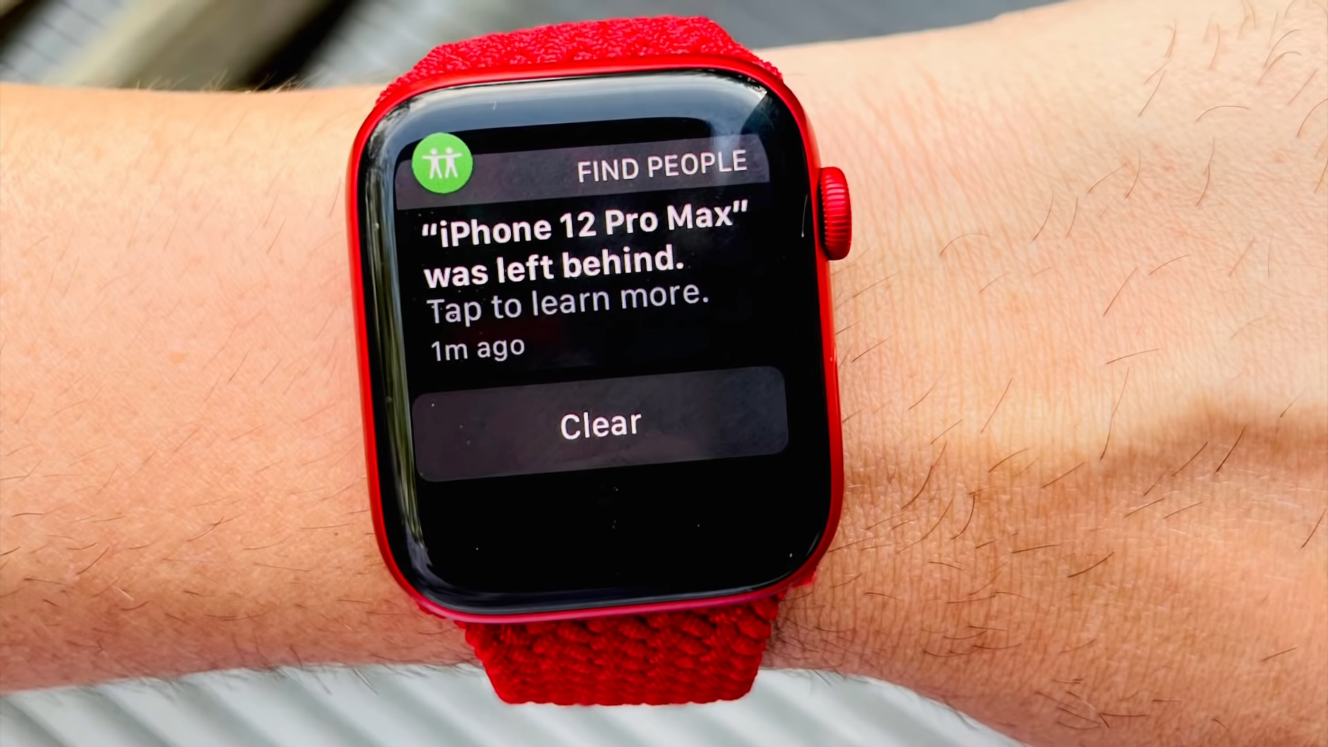 FIND PEOPLE
“iPhone 12 Pro Max”
was left behind.
Tap to learn more.
1m ago
Clear